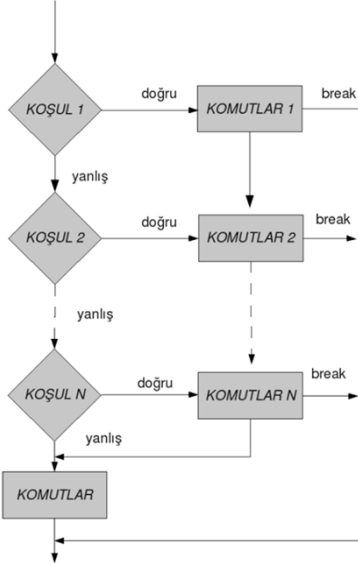 KOŞUL 1
doğru
KOMUTLAR 1
break
yanlış
KOŞUL 2
doğru
KOMUTLAR 2
break
yanlış
KOŞUL N
doğru
KOMUTLAR N
break
yanlış
KOMUTLAR